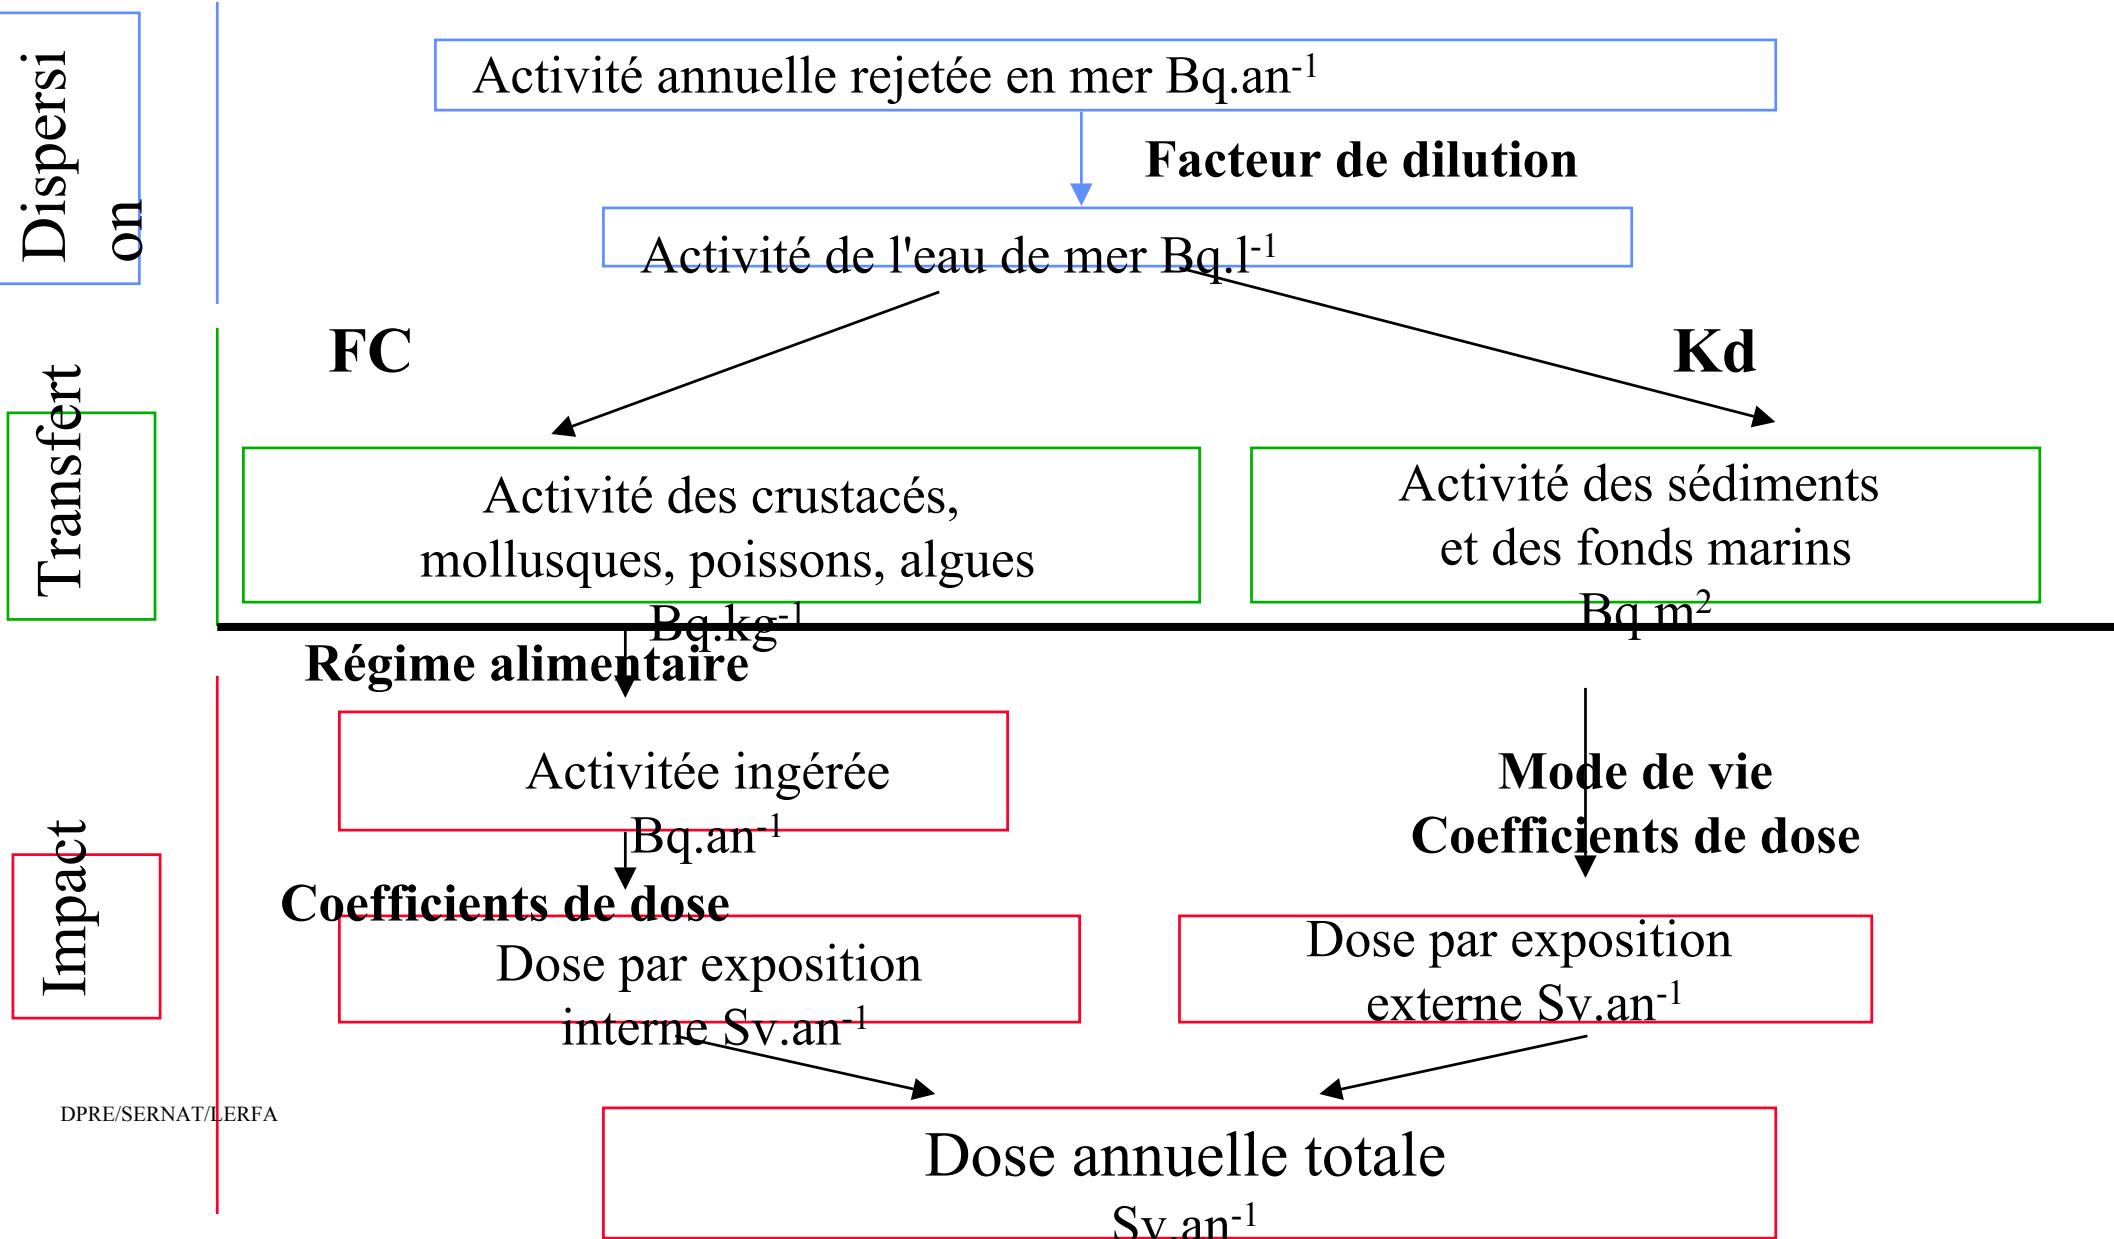 Dispersi
on
Activité annuelle rejetée en mer Bq.an⁻¹
Facteur de dilution
Activité de l'eau de mer Bq.l⁻¹
FC
Kd
Transfert
Activité des crustacés,
mollusques, poissons, algues
Bq.kg⁻¹
Activité des sédiments
et des fonds marins
Bq m²
Régime alimentaire
Activitée ingérée
Bq.an⁻¹
Mode de vie
Coefficients de dose
Impact
Coefficients de dose
Dose par exposition
interne Sv.an⁻¹
Dose par exposition
externe Sv.an⁻¹
DPRE/SERNAT/LERFA
Dose annuelle totale
Sv.an⁻¹